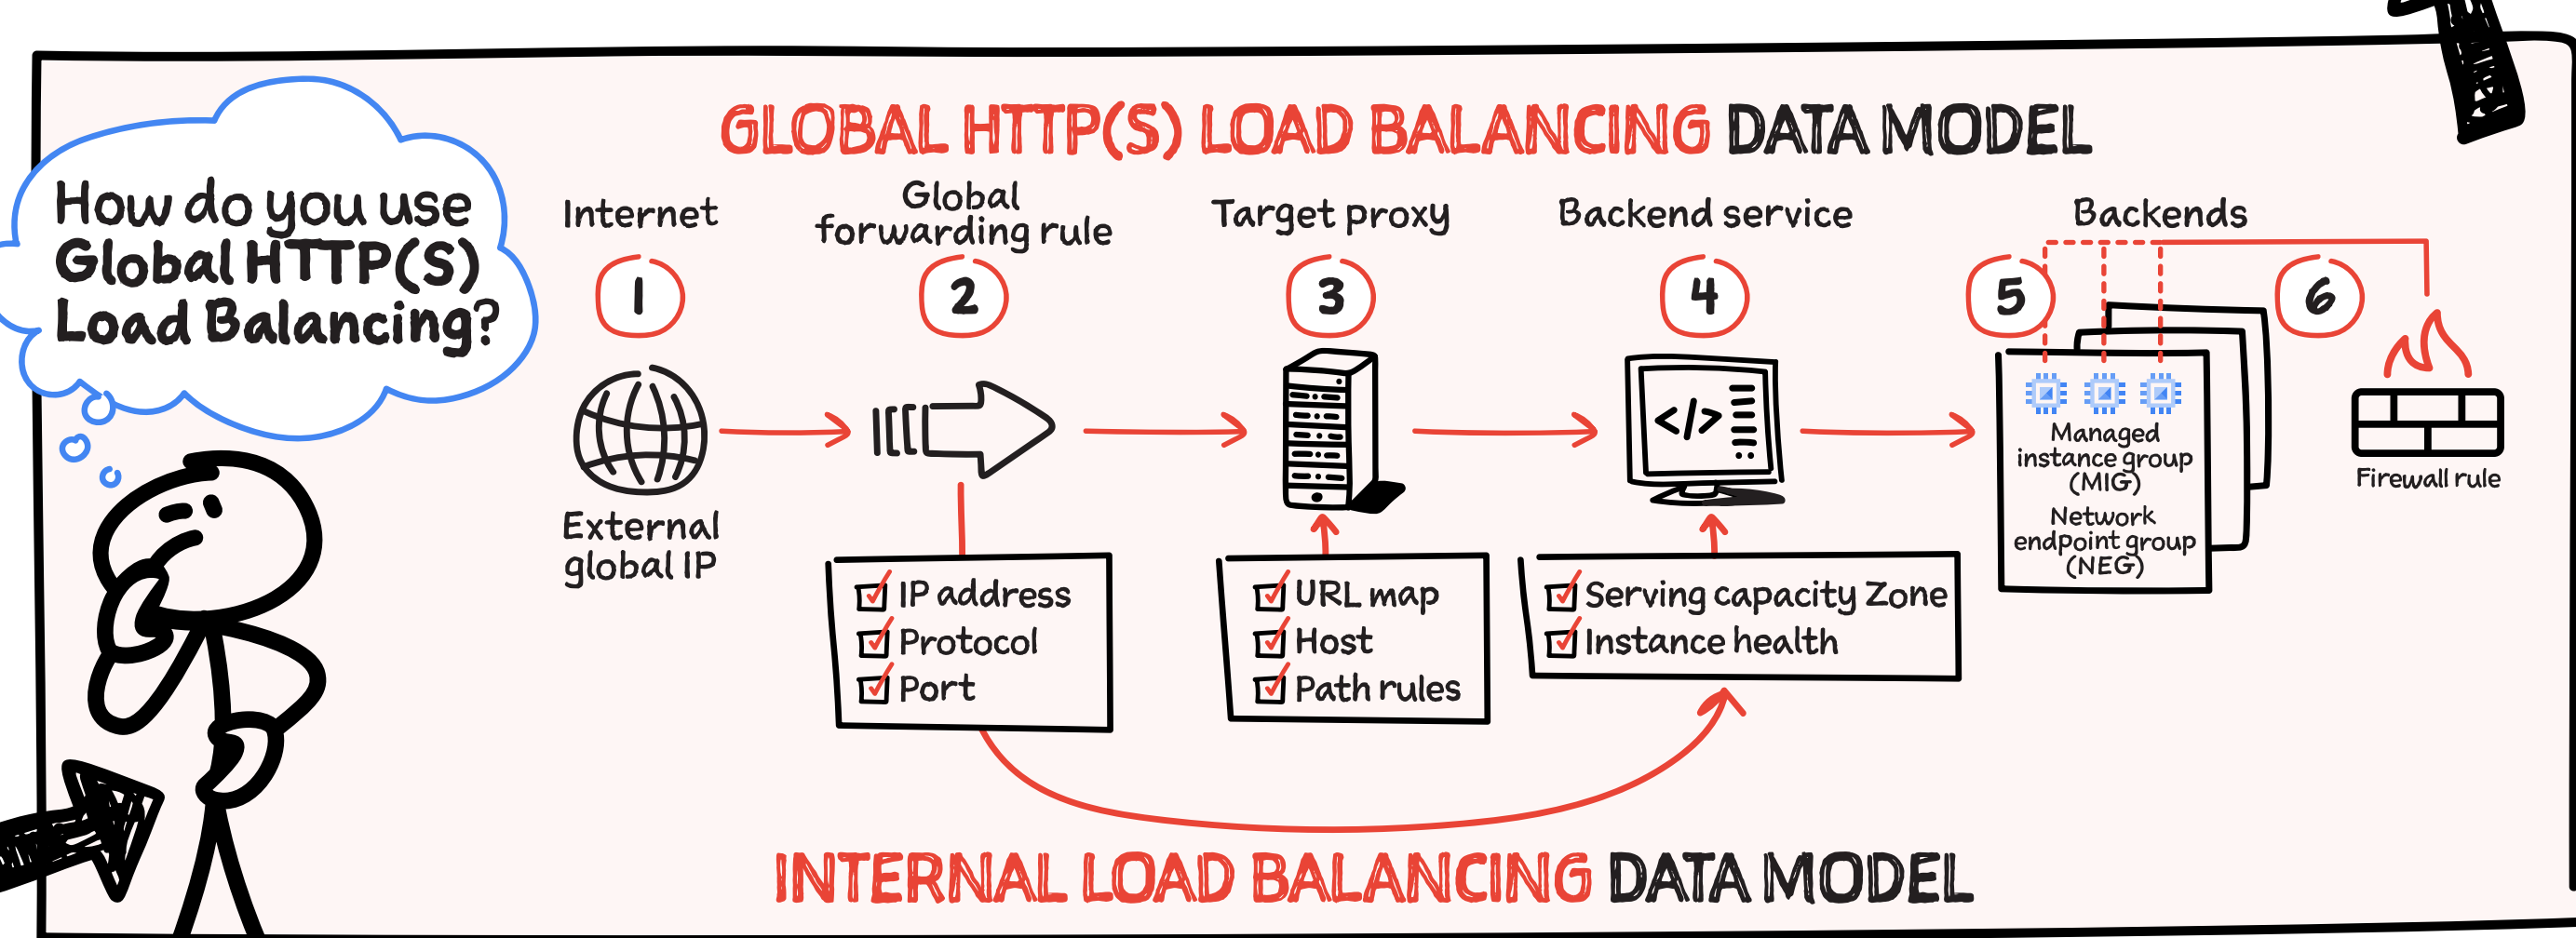 How do you use
Global HTTP(S)
Load Balancing?
GLOBAL HTTP(S) LOAD BALANCING DATA MODEL
Internet
1
External
global IP
Global
forwarding rule
2
IP address
Protocol
Port
Target proxy
3
URL map
Host
Path rules
Backend service
4
</>
Serving capacity Zone
Instance health
Backends
5
Managed
instance group
(MIG)
Network
endpoint group
(NEG)
6
Firewall rule
INTERNAL LOAD BALANCING DATA MODEL